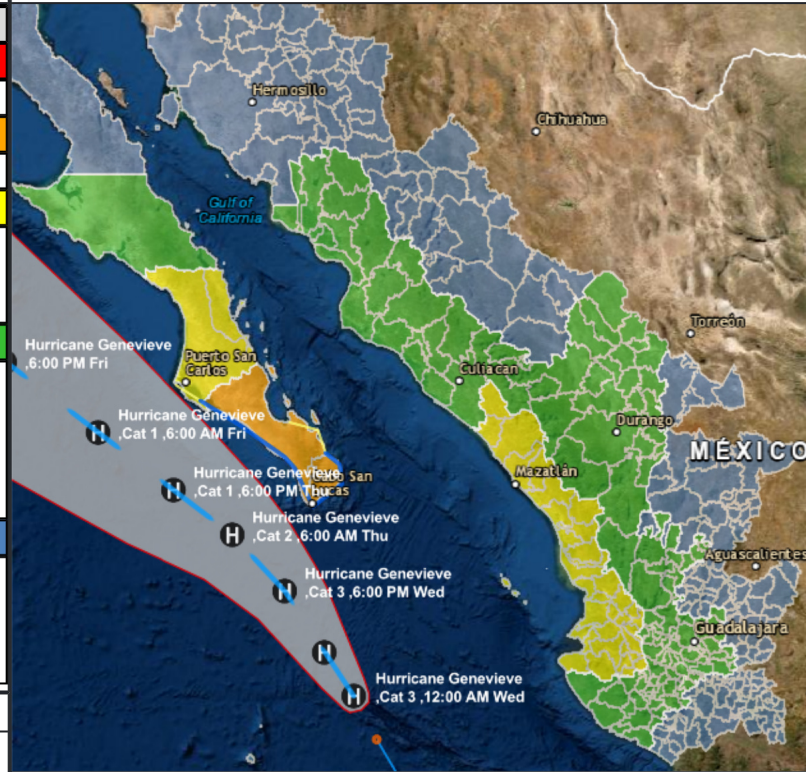 Hermosillo
Chihuahua
Gulf of
California
Torreón
Hurricane Genevieve
,6:00 PM Fri
Puerto San
Carlos
Culiacan
Hurricane Genevieve
,Cat 1 ,6:00 AM Fri
Durango
MÉXICO
Hurricane Genevieve
,Cat 1 ,6:00 PM Thu
Cabo San
Lucas
Mazatlán
Hurricane Genevieve
,Cat 2 ,6:00 AM Thu
Aguascalientes
Hurricane Genevieve
,Cat 3 ,6:00 PM Wed
Guadalajara
Hurricane Genevieve
,Cat 3 ,12:00 AM Wed
H
H
H
H
H
H